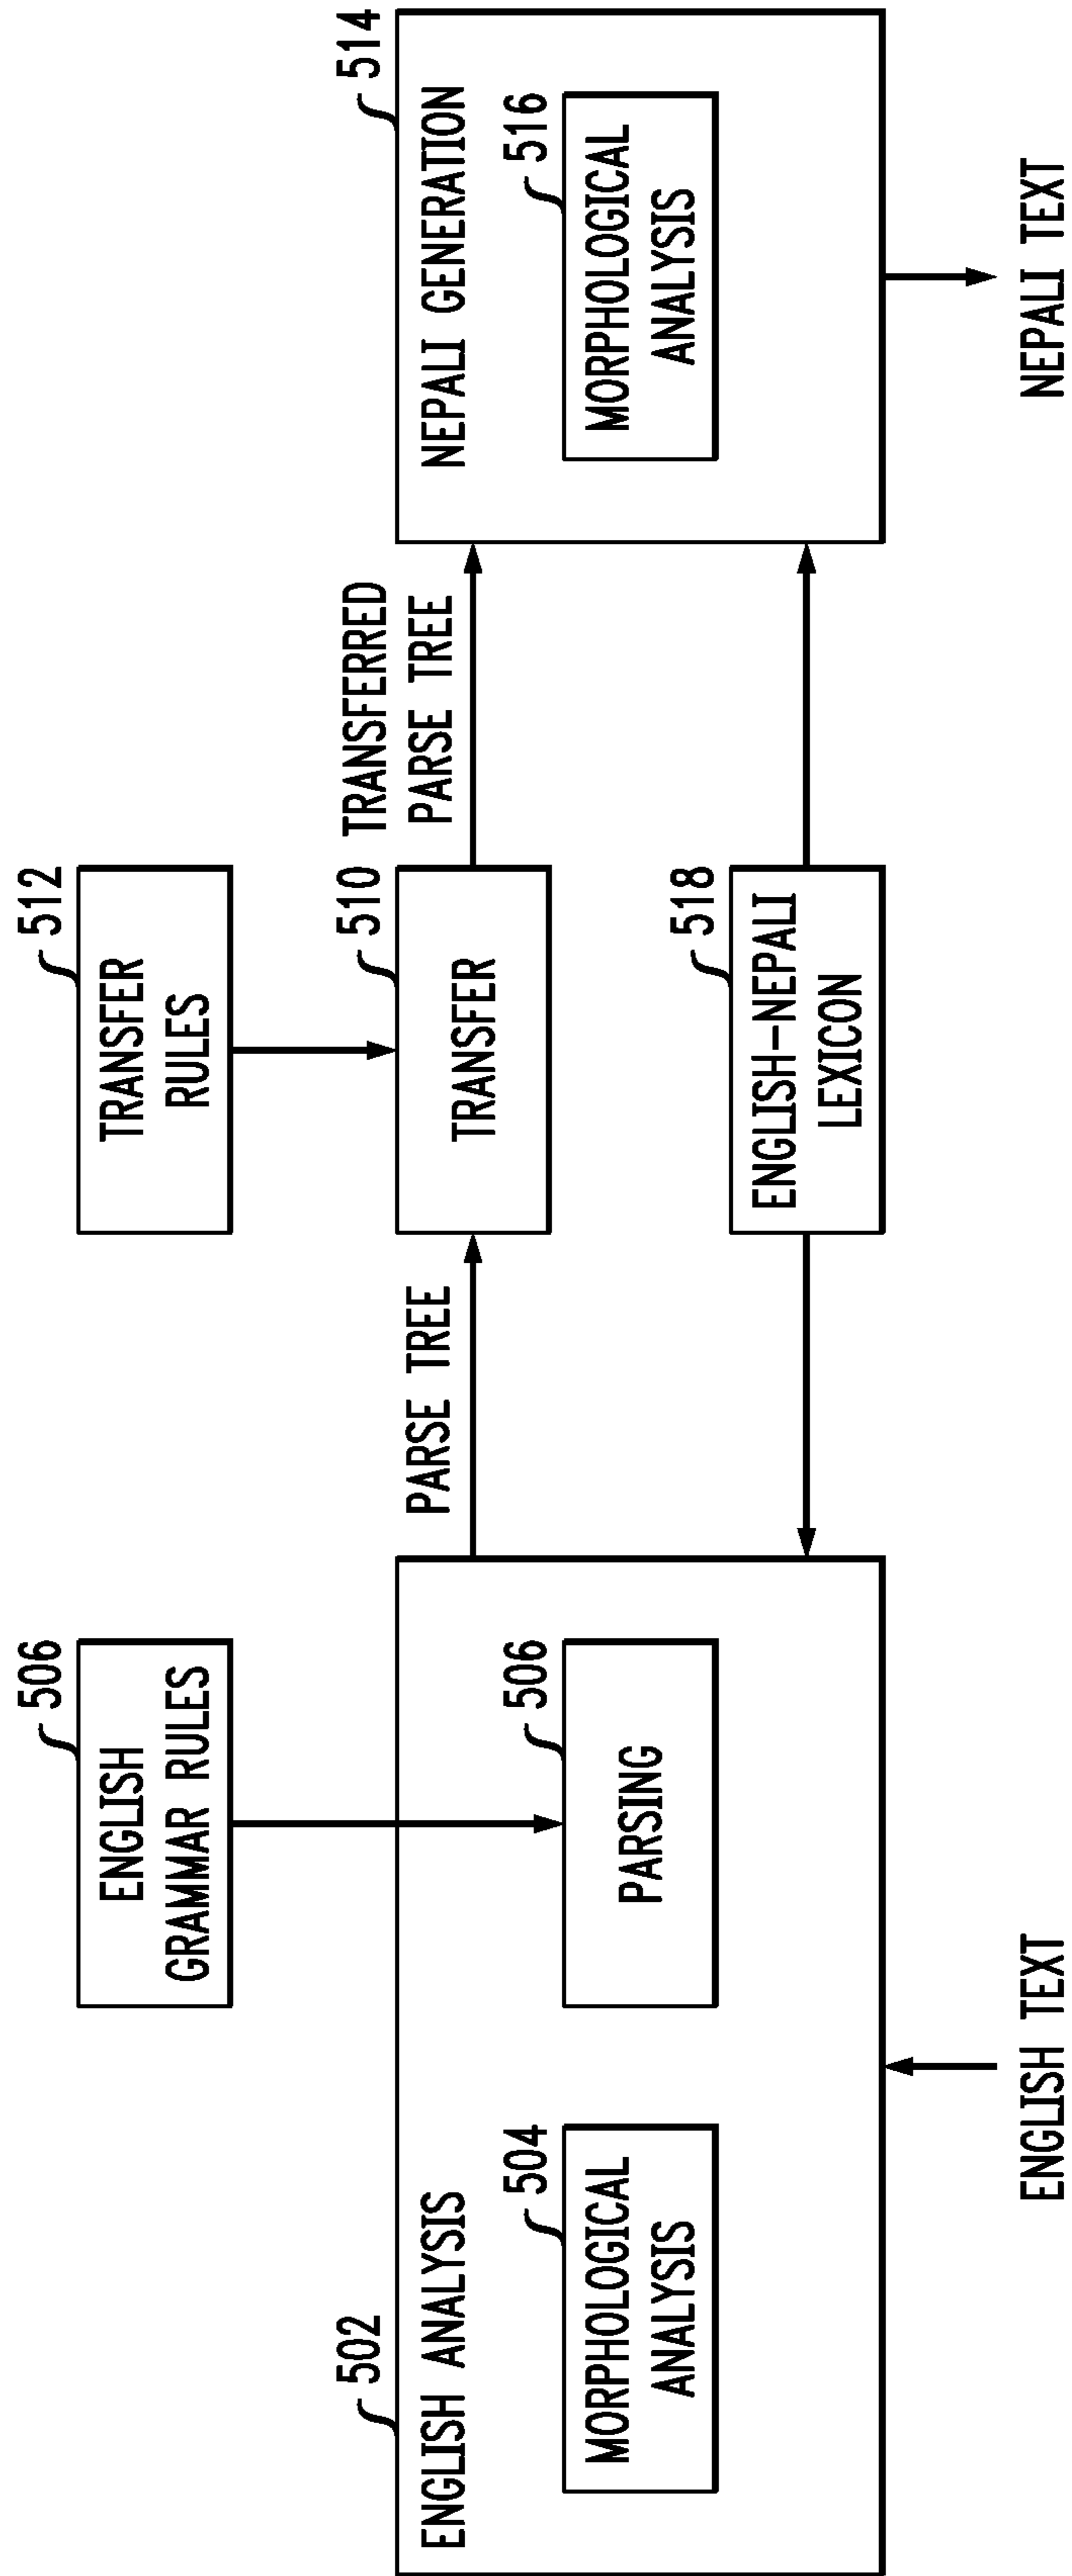 506
ENGLISH
GRAMMAR RULES
512
TRANSFER
RULES
502
ENGLISH ANALYSIS
504
MORPHOLOGICAL
ANALYSIS
506
PARSING
PARSE TREE
510
TRANSFER
TRANSFERRED
PARSE TREE
514
NEPALI GENERATION
516
MORPHOLOGICAL
ANALYSIS
518
ENGLISH-NEPALI
LEXICON
ENGLISH TEXT
NEPALI TEXT